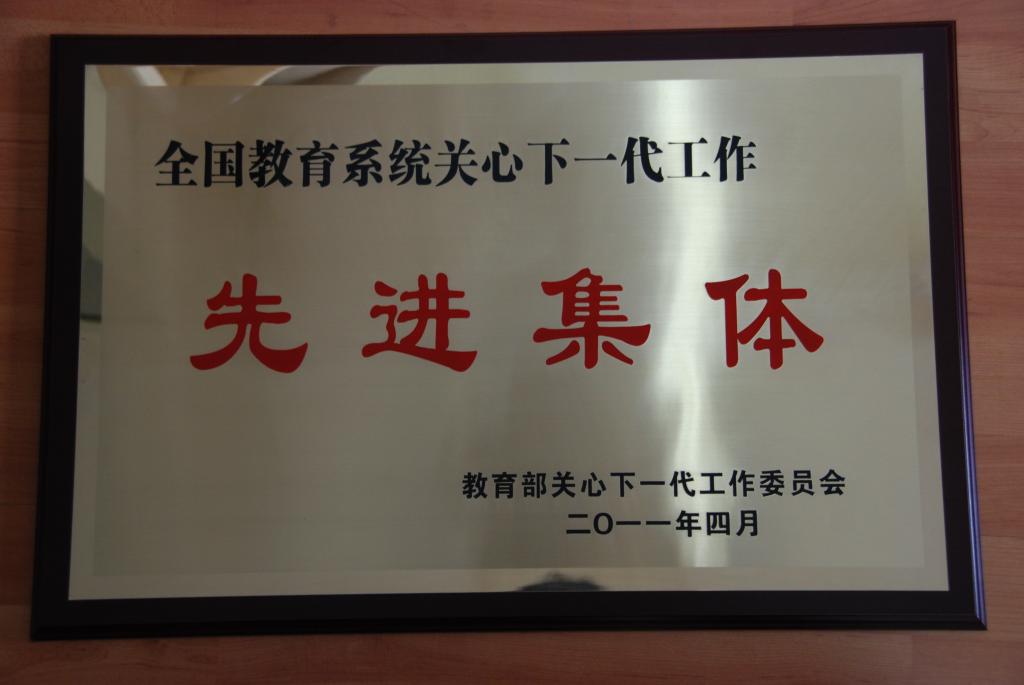 全国教育系统关心下一代工作
先进集体
教育部关心下一代工作委员会
二〇一一年四月